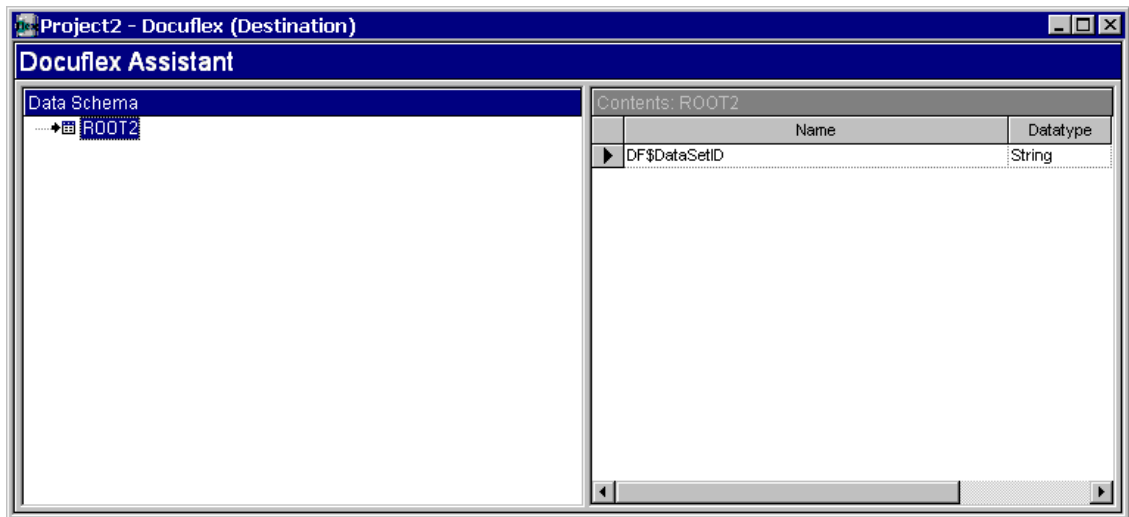 Project2 - Docuflex (Destination)
Docuflex Assistant
Data Schema
ROOT2
Contents: ROOT2
Name Datatype
DF$DataSetID String